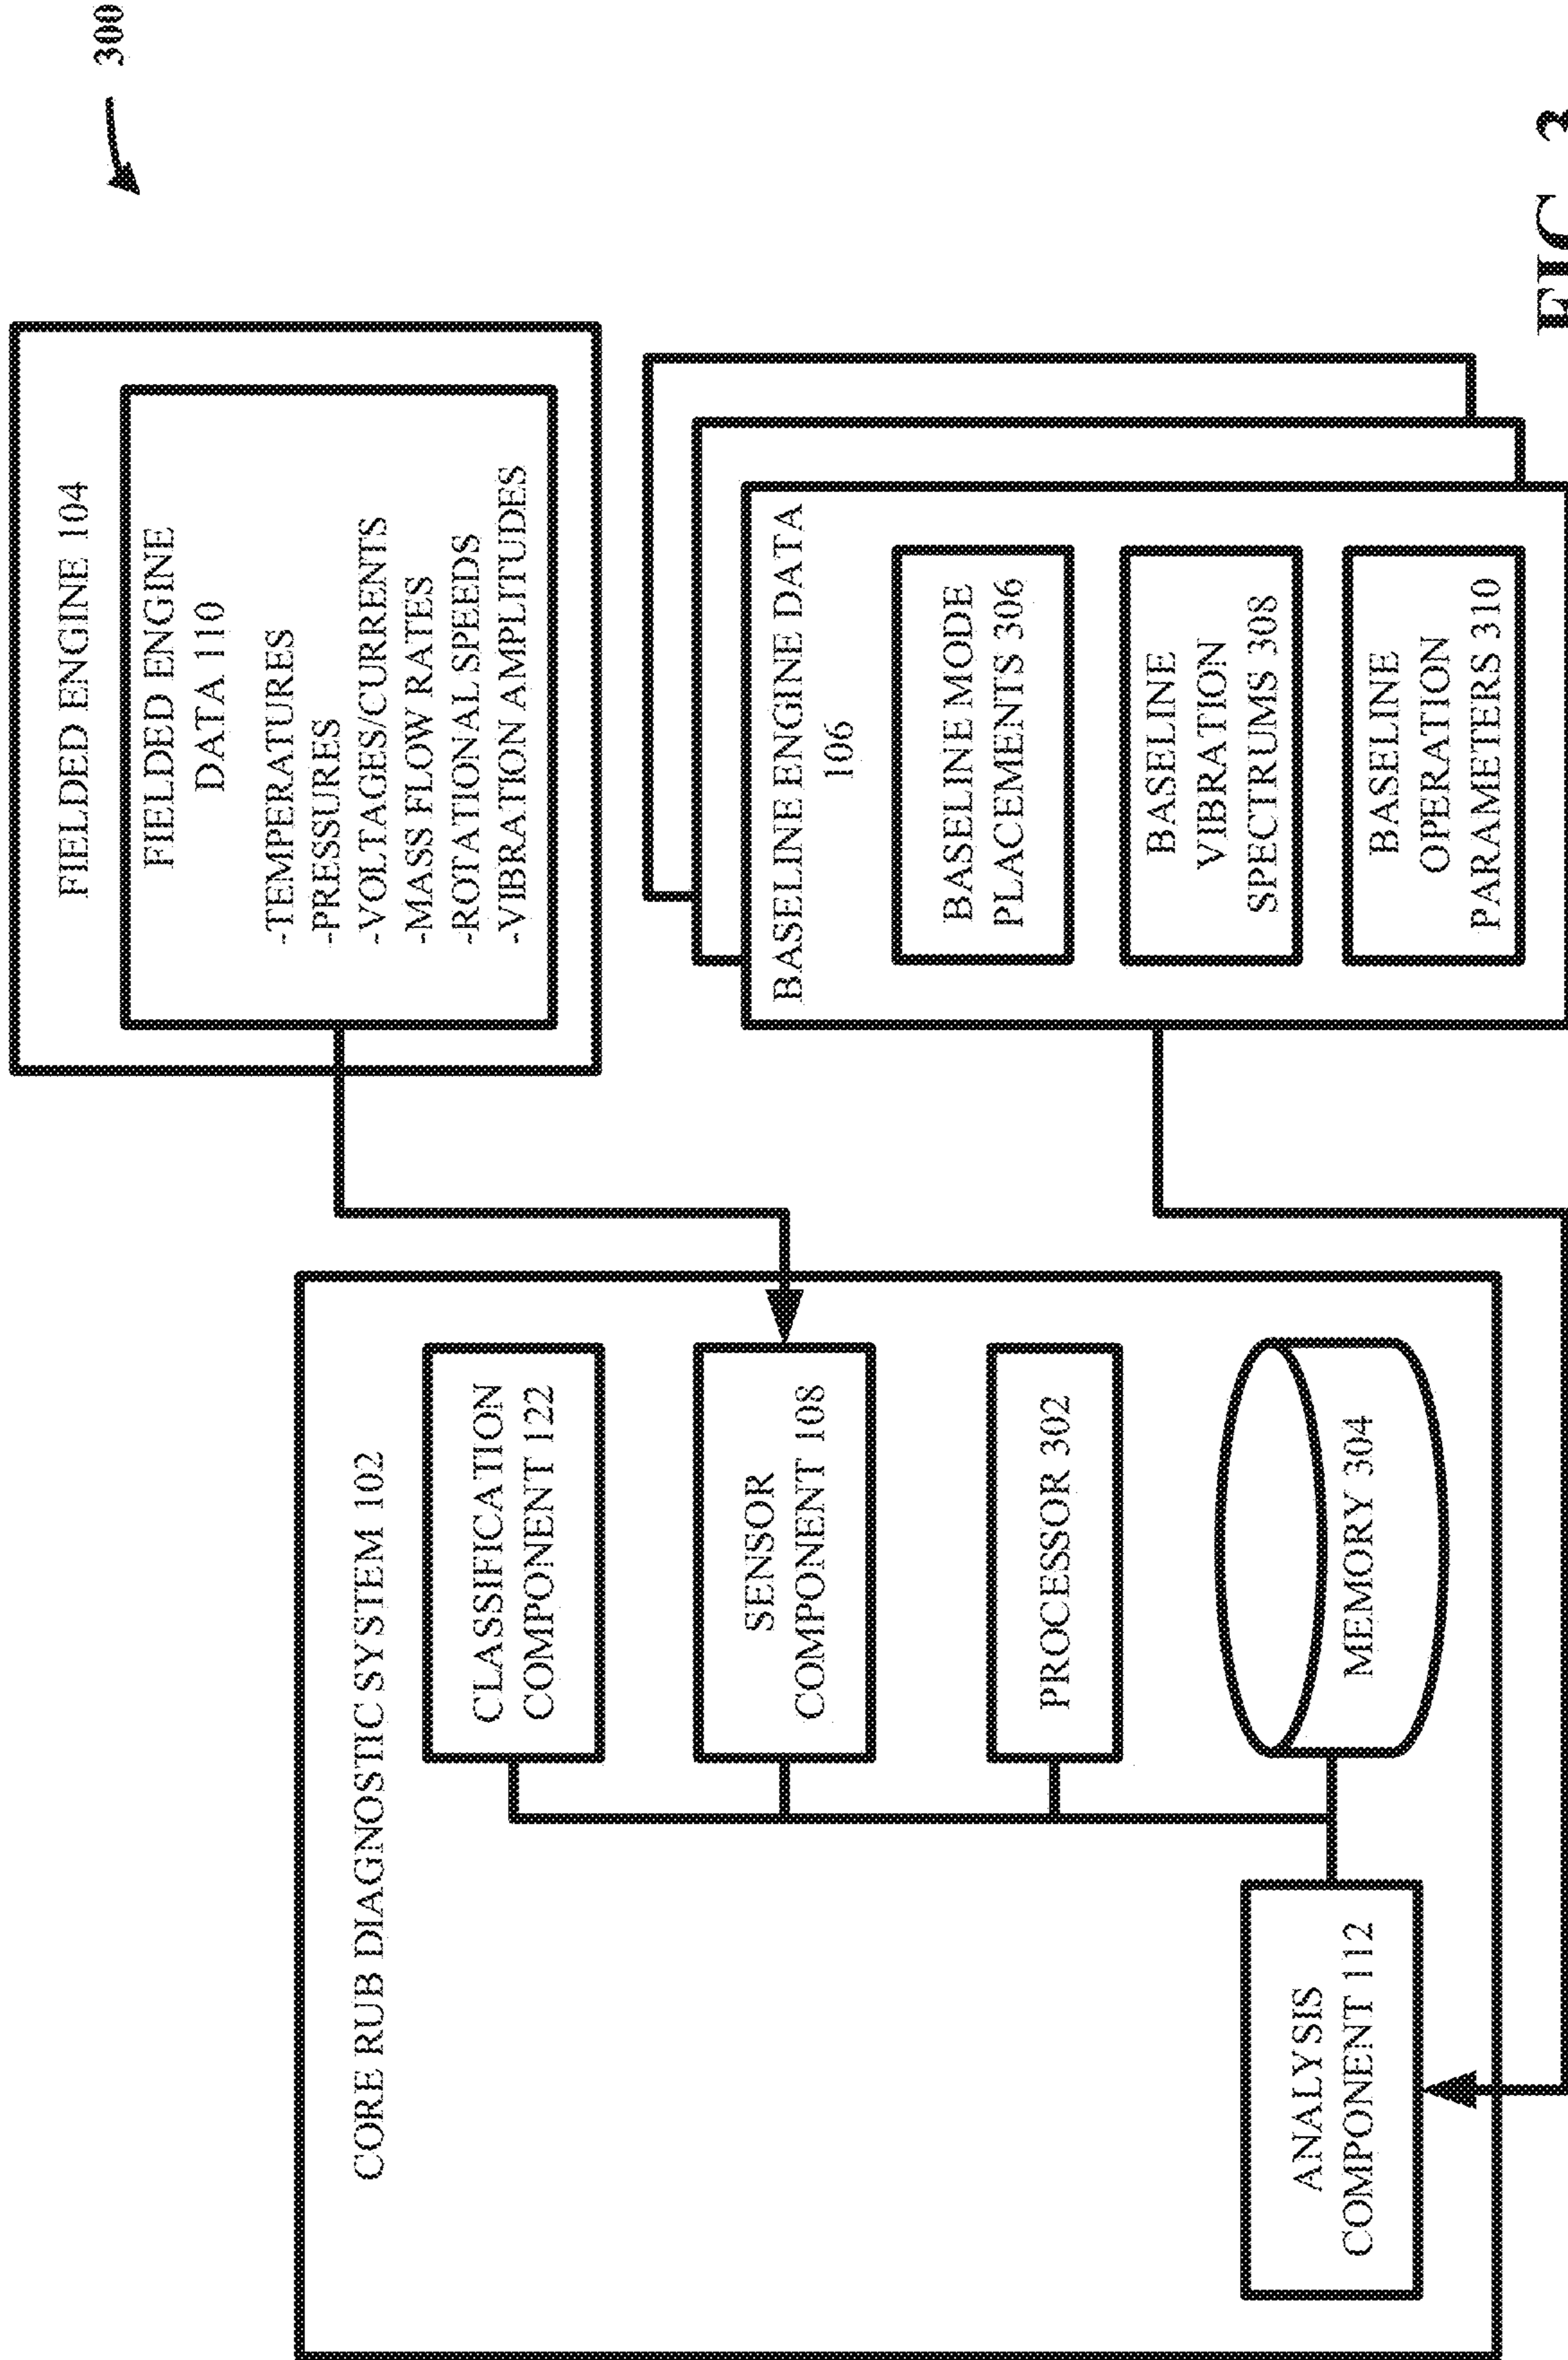 300
FIELDED ENGINE 104
FIELDED ENGINE
DATA 110
-TEMPERATURES
-PRESSURES
-VOLTAGES/CURRENTS
-MASS FLOW RATES
-ROTATIONAL SPEEDS
-VIBRATION AMPLITUDES
CORE RUB DIAGNOSTIC SYSTEM 102
CLASSIFICATION
COMPONENT 122
SENSOR
COMPONENT 108
PROCESSOR 302
MEMORY 304
ANALYSIS
COMPONENT 112
BASELINE ENGINE DATA
106
BASELINE MODE
PLACEMENTS 306
BASELINE
VIBRATION
SPECTRUMS 308
BASELINE
OPERATION
PARAMETERS 310